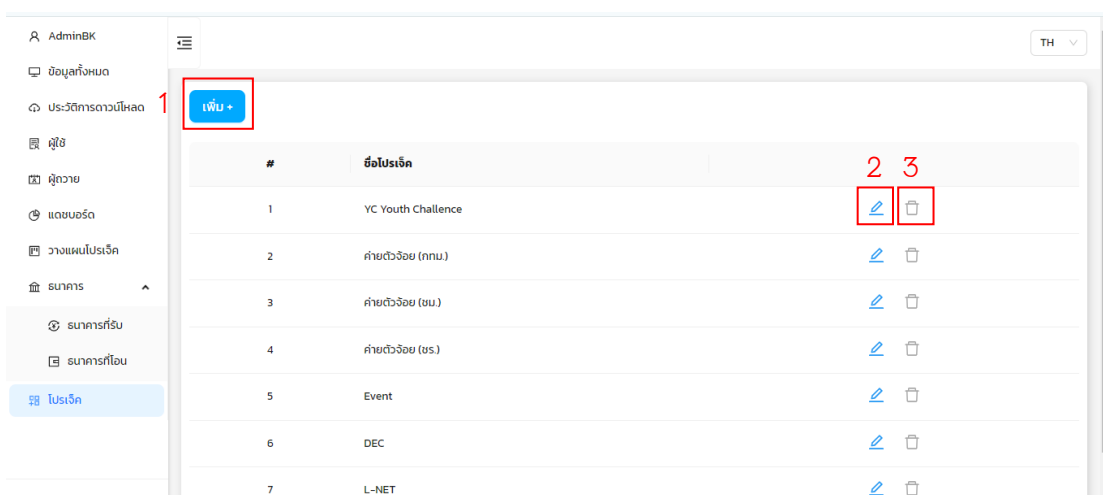 AdminBK
TH
ข้อมูลทั้งหมด
ประวัติการดาวน์โหลด
1
เพิ่ม +
ผู้ใช้
ผู้ถวาย
แดชบอร์ด
วางแผนโปรเจ็ค
ธนาคาร
ธนาคารที่รับ
ธนาคารที่โอน
โปรเจ็ค
# ชื่อโปรเจ็ค
2 3
1 YC Youth Challence
2 ค่ายตัวจ้อย (กทม.)
3 ค่ายตัวจ้อย (ชม.)
4 ค่ายตัวจ้อย (ชร.)
5 Event
6 DEC
7 L-NET